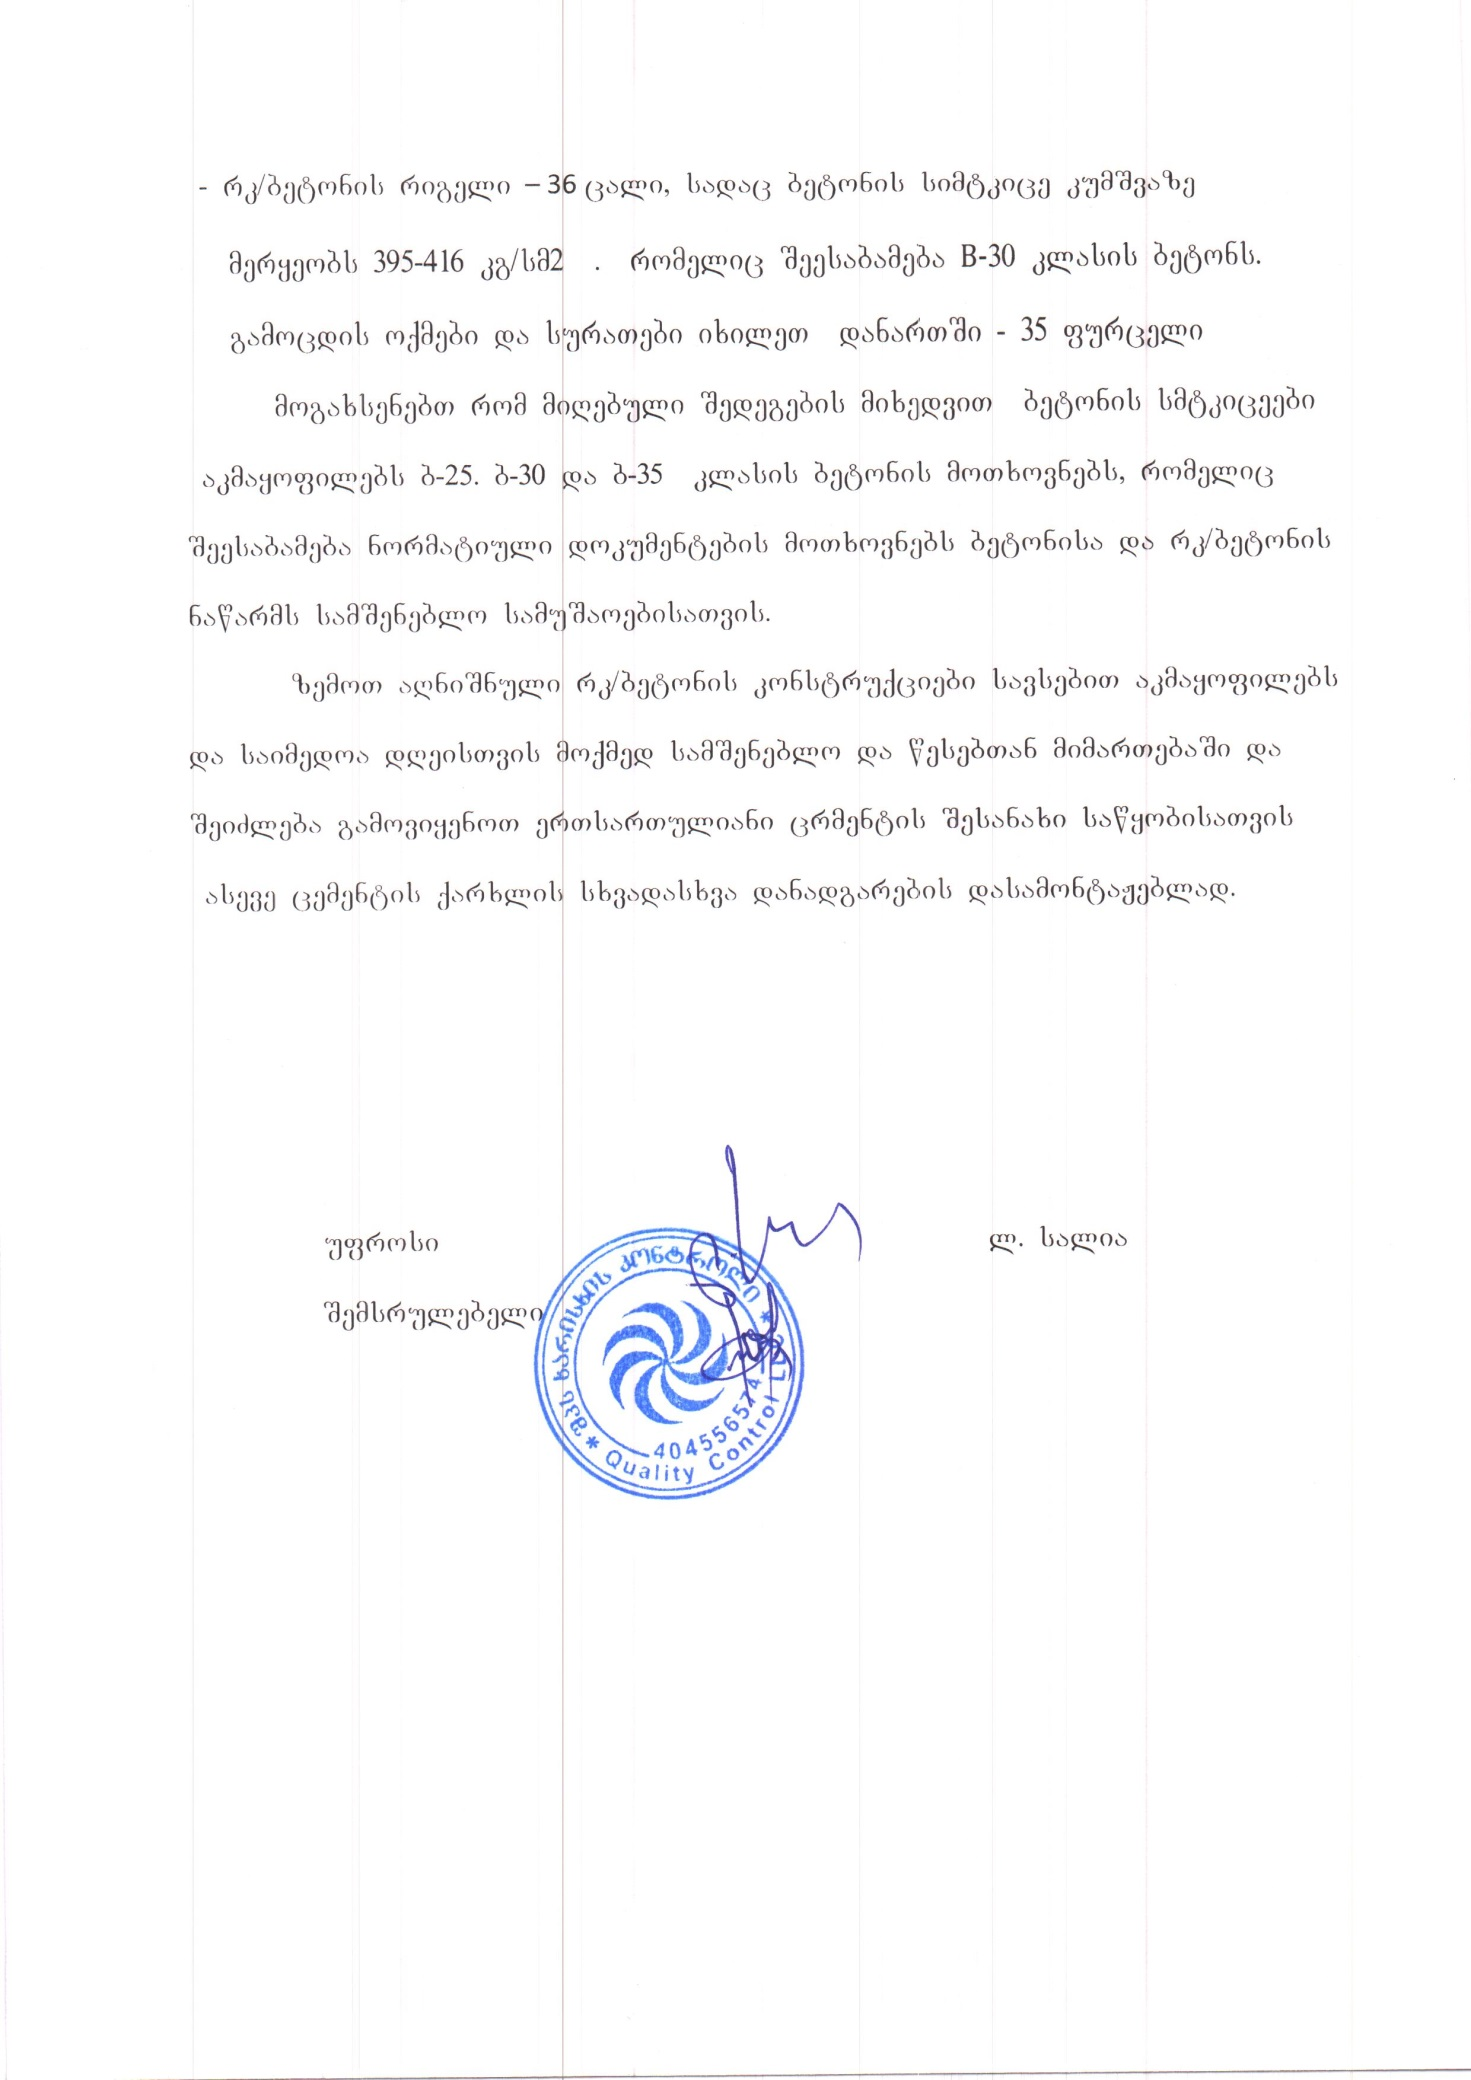 - რკ/ბეტონის რიგელი – 36 ცალი, სადაც ბეტონის სიმტკიცე კუმშვაზე
მერყეობს 395-416 კგ/სმ2 . რომელიც შეესაბამება B-30 კლასის ბეტონს.
გამოცდის ოქმები და სურათები იხილეთ დანართში - 35 ფურცელი
მოგახსენებთ რომ მიღებული შედეგების მიხედვით ბეტონის სმტკიცეები
აკმაყოფილებს ბ-25. ბ-30 და ბ-35 კლასის ბეტონის მოთხოვნებს, რომელიც
შეესაბამება ნორმატიული დოკუმენტების მოთხოვნებს ბეტონისა და რკ/ბეტონის
ნაწარმს სამშენებლო სამუშაოებისათვის.
ზემოთ აღნიშნული რკ/ბეტონის კონსტრუქციები სავსებით აკმაყოფილებს
და საიმედოა დღეისთვის მოქმედ სამშენებლო და წესებთან მიმართებაში და
შეიძლება გამოვიყენოთ ერთსართულიანი ცრმენტის შესანახი საწყობისათვის
ასევე ცემენტის ქარხლის სხვადასხვა დანადგარების დასამონტაჟებლად.
უფროსი ლ. სალია
შემსრულებელი
შპს ხარისხის კონტროლი
404556574
Quality Control LTD